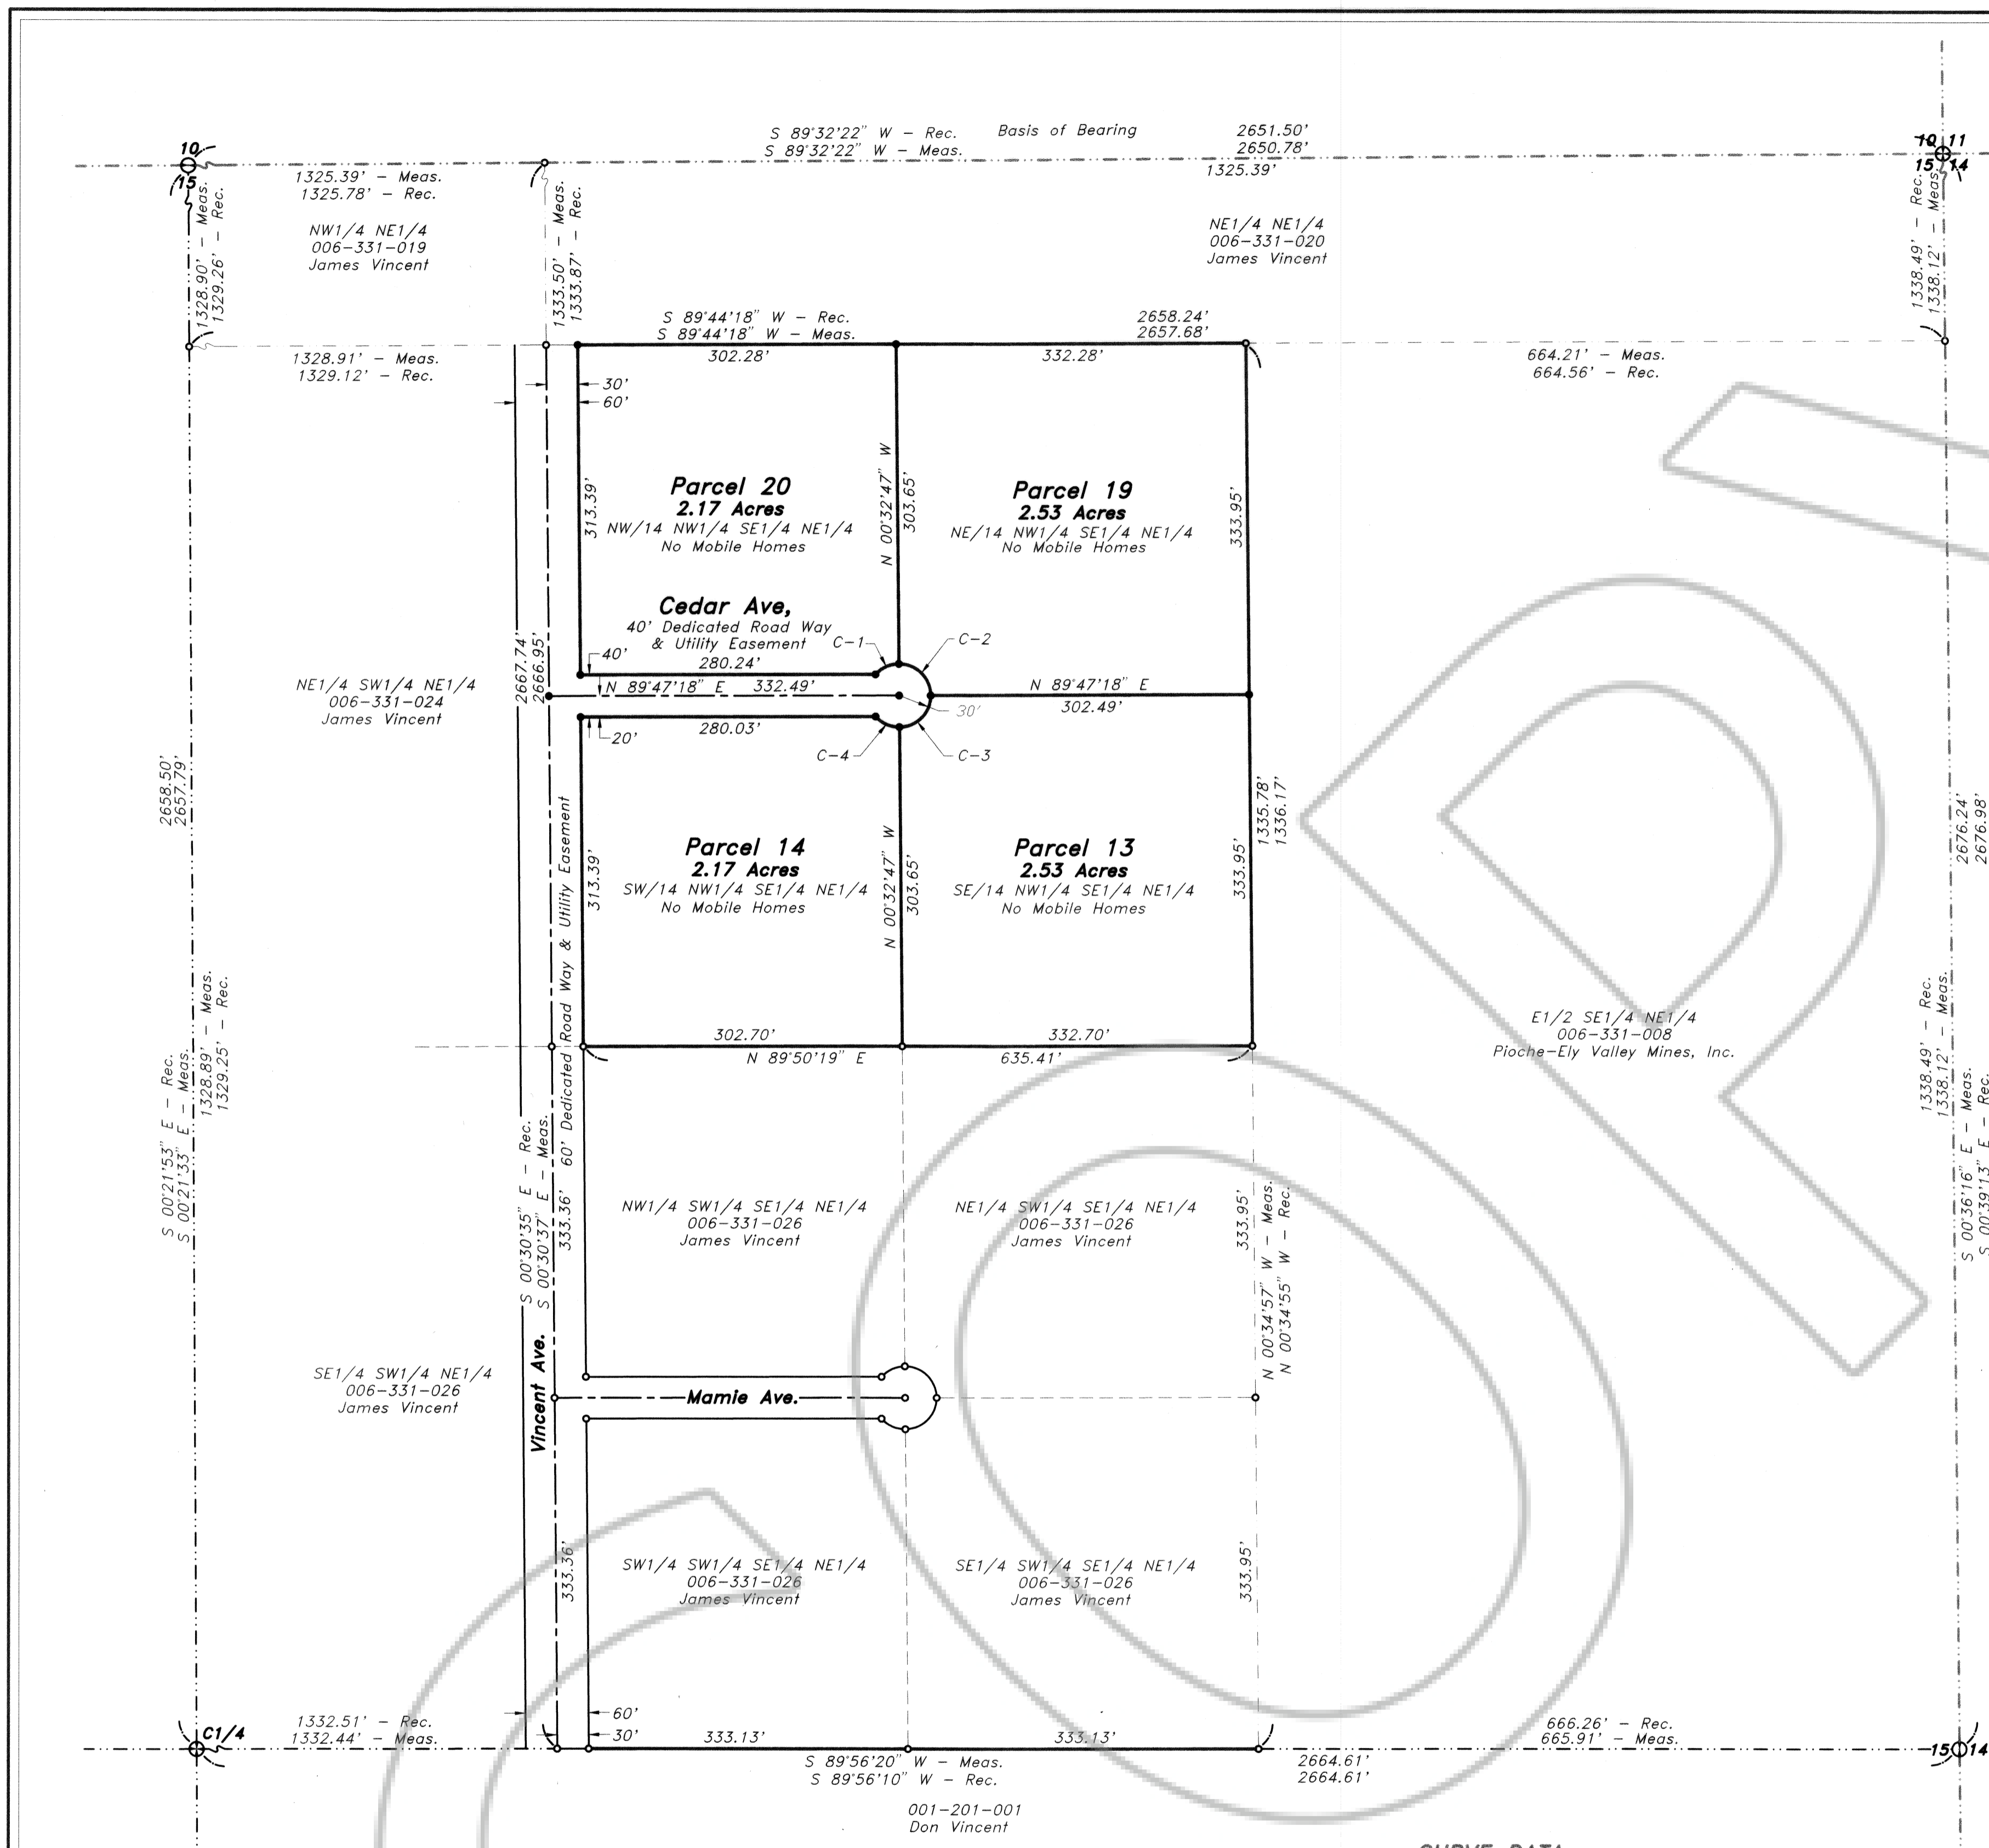 S 89°32'22" W - Rec. Basis of Bearing 2651.50'
S 89°32'22" W - Meas. 2650.78'
1325.39'
10
15
10 11
15 14
1325.39' - Meas.
1325.78' - Rec.
1328.90' - Meas.
1329.26' - Rec.
1333.50' - Meas.
1333.87' - Rec.
1338.49' - Rec.
1338.12' - Meas.
NW1/4 NE1/4
006-331-019
James Vincent
NE1/4 NE1/4
006-331-020
James Vincent
S 89°44'18" W - Rec. 2658.24'
S 89°44'18" W - Meas. 2657.68'
1328.91' - Meas.
1329.12' - Rec.
302.28'
332.28'
664.21' - Meas.
664.56' - Rec.
30'
60'
313.39'
Parcel 20
2.17 Acres
NW/14 NW1/4 SE1/4 NE1/4
No Mobile Homes
N 00°32'47" W
303.65'
Parcel 19
2.53 Acres
NE/14 NW1/4 SE1/4 NE1/4
No Mobile Homes
333.95'
Cedar Ave,
40' Dedicated Road Way
& Utility Easement
C-1
C-2
40'
280.24'
N 89°47'18" E 332.49'
N 89°47'18" E
302.49'
30'
280.03'
20'
C-4
C-3
2667.74'
2666.95'
NE1/4 SW1/4 NE1/4
006-331-024
James Vincent
2658.50'
2657.79'
313.39'
Parcel 14
2.17 Acres
SW/14 NW1/4 SE1/4 NE1/4
No Mobile Homes
N 00°32'47" W
303.65'
Parcel 13
2.53 Acres
SE/14 NW1/4 SE1/4 NE1/4
No Mobile Homes
333.95'
1335.78'
1336.17'
2676.24'
2676.98'
60' Dedicated Road Way & Utility Easement
302.70'
332.70'
N 89°50'19" E 635.41'
E1/2 SE1/4 NE1/4
006-331-008
Pioche-Ely Valley Mines, Inc.
S 00°21'53" E - Rec.
S 00°21'33" E - Meas.
1328.89' - Meas.
1329.25' - Rec.
1338.49' - Rec.
1338.12' - Meas.
S 00°36'16" E - Meas.
S 00°39'13" E - Rec.
S 00°30'35" E - Rec.
S 00°30'37" E - Meas.
333.36'
NW1/4 SW1/4 SE1/4 NE1/4
006-331-026
James Vincent
NE1/4 SW1/4 SE1/4 NE1/4
006-331-026
James Vincent
333.95'
N 00°34'57" W - Meas.
N 00°34'55" W - Rec.
SE1/4 SW1/4 NE1/4
006-331-026
James Vincent
Vincent Ave.
Mamie Ave.
333.36'
SW1/4 SW1/4 SE1/4 NE1/4
006-331-026
James Vincent
SE1/4 SW1/4 SE1/4 NE1/4
006-331-026
James Vincent
333.95'
C1/4
1332.51' - Rec.
1332.44' - Meas.
60'
30'
333.13'
333.13'
666.26' - Rec.
665.91' - Meas.
15 14
S 89°56'20" W - Meas. 2664.61'
S 89°56'10" W - Rec. 2664.61'
001-201-001
Don Vincent
CURVE DATA